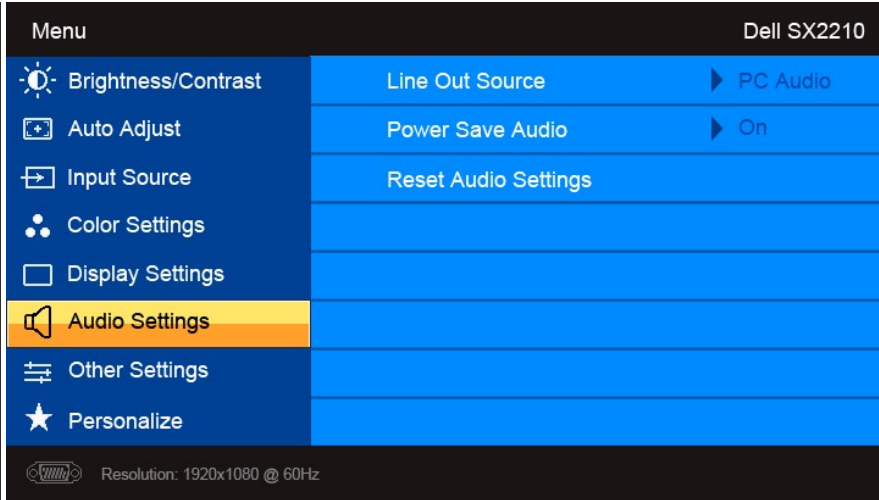 Menu
Dell SX2210
Brightness/Contrast
Line Out Source
PC Audio
Auto Adjust
Power Save Audio
On
Input Source
Reset Audio Settings
Color Settings
Display Settings
Audio Settings
Other Settings
Personalize
Resolution: 1920x1080 @ 60Hz